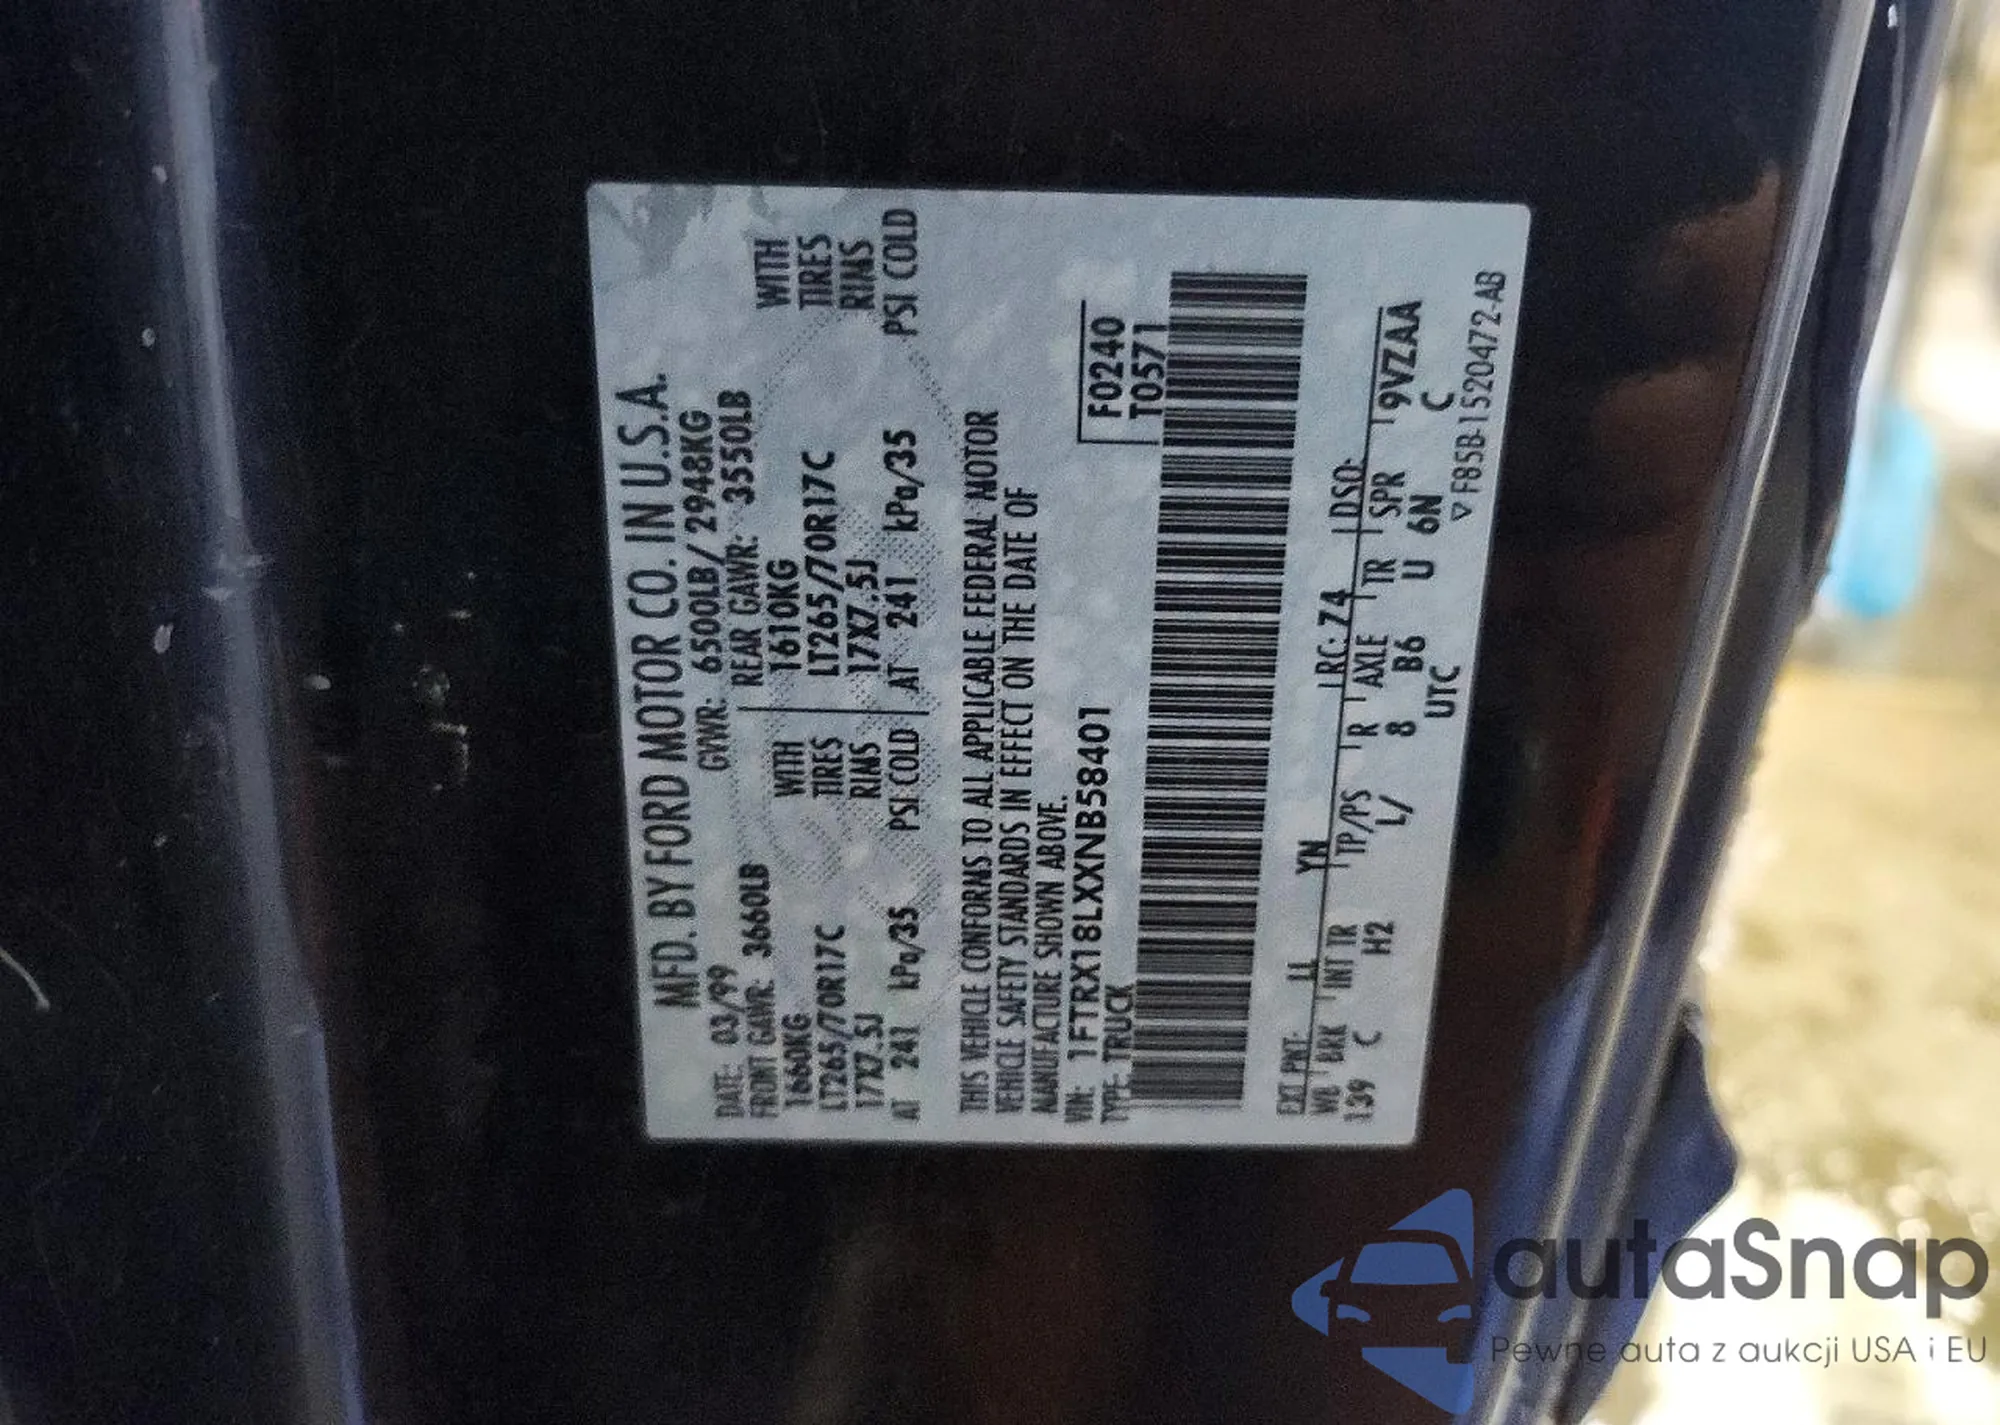 MFD. BY FORD MOTOR CO. IN U.S.A.
DATE: 03/99 GVWR: 6500LB/ 2948KG
FRONT GAWR: 3660LB REAR GAWR: 3550LB
1660KG WITH 1610KG WITH
LT265/70R17C TIRES LT265/70R17C TIRES
17X7.5J RIMS 17X7.5J RIMS
AT 241 kPa/35 PSI COLD AT 241 kPa/35 PSI COLD
THIS VEHICLE CONFORMS TO ALL APPLICABLE FEDERAL MOTOR
VEHICLE SAFETY STANDARDS IN EFFECT ON THE DATE OF
MANUFACTURE SHOWN ABOVE.
VIN: 1FTRX18LXXNB58401 F0240
TYPE: TRUCK T0571
EXT PNT: LL YN RC: 74 DSO:
WB BRK INT TR TP/PS R AXLE TR SPR 9VZAA
139 C H2 L/ 8 B6 U 6N C
UTC
▽ F85B-1520472-AB
autaSnap
Pewne auta z aukcji USA i EU